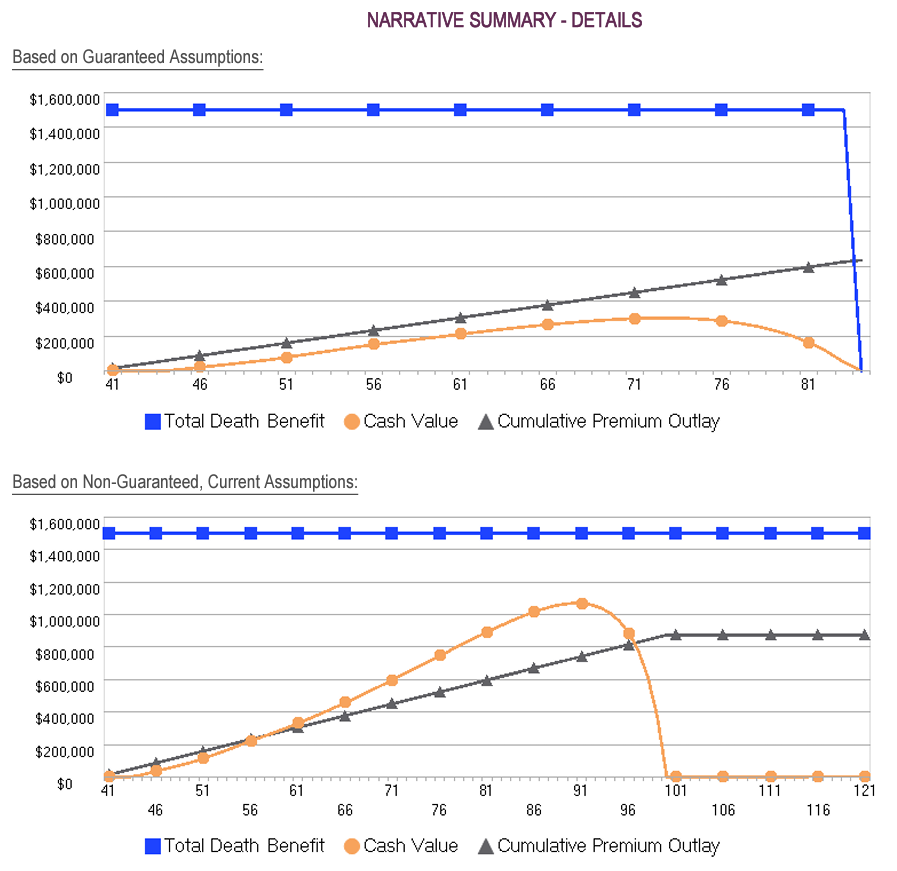 NARRATIVE SUMMARY - DETAILS
Based on Guaranteed Assumptions:
$1,600,000
$1,400,000
$1,200,000
$1,000,000
$800,000
$600,000
$400,000
$200,000
$0
41 46 51 56 61 66 71 76 81
Total Death Benefit Cash Value Cumulative Premium Outlay
Based on Non-Guaranteed, Current Assumptions:
$1,600,000
$1,400,000
$1,200,000
$1,000,000
$800,000
$600,000
$400,000
$200,000
$0
41 51 61 71 81 91 101 111 121
46 56 66 76 86 96 106 116
Total Death Benefit Cash Value Cumulative Premium Outlay